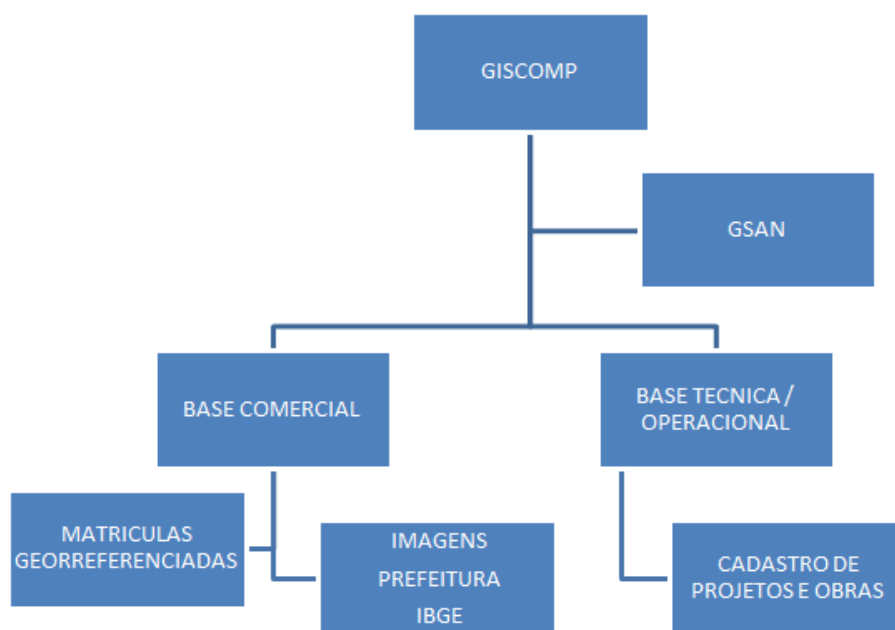 GISCOMP
GSAN
BASE COMERCIAL
BASE TECNICA /
OPERACIONAL
MATRICULAS
GEORREFERENCIADAS
IMAGENS
PREFEITURA
IBGE
CADASTRO DE
PROJETOS E OBRAS